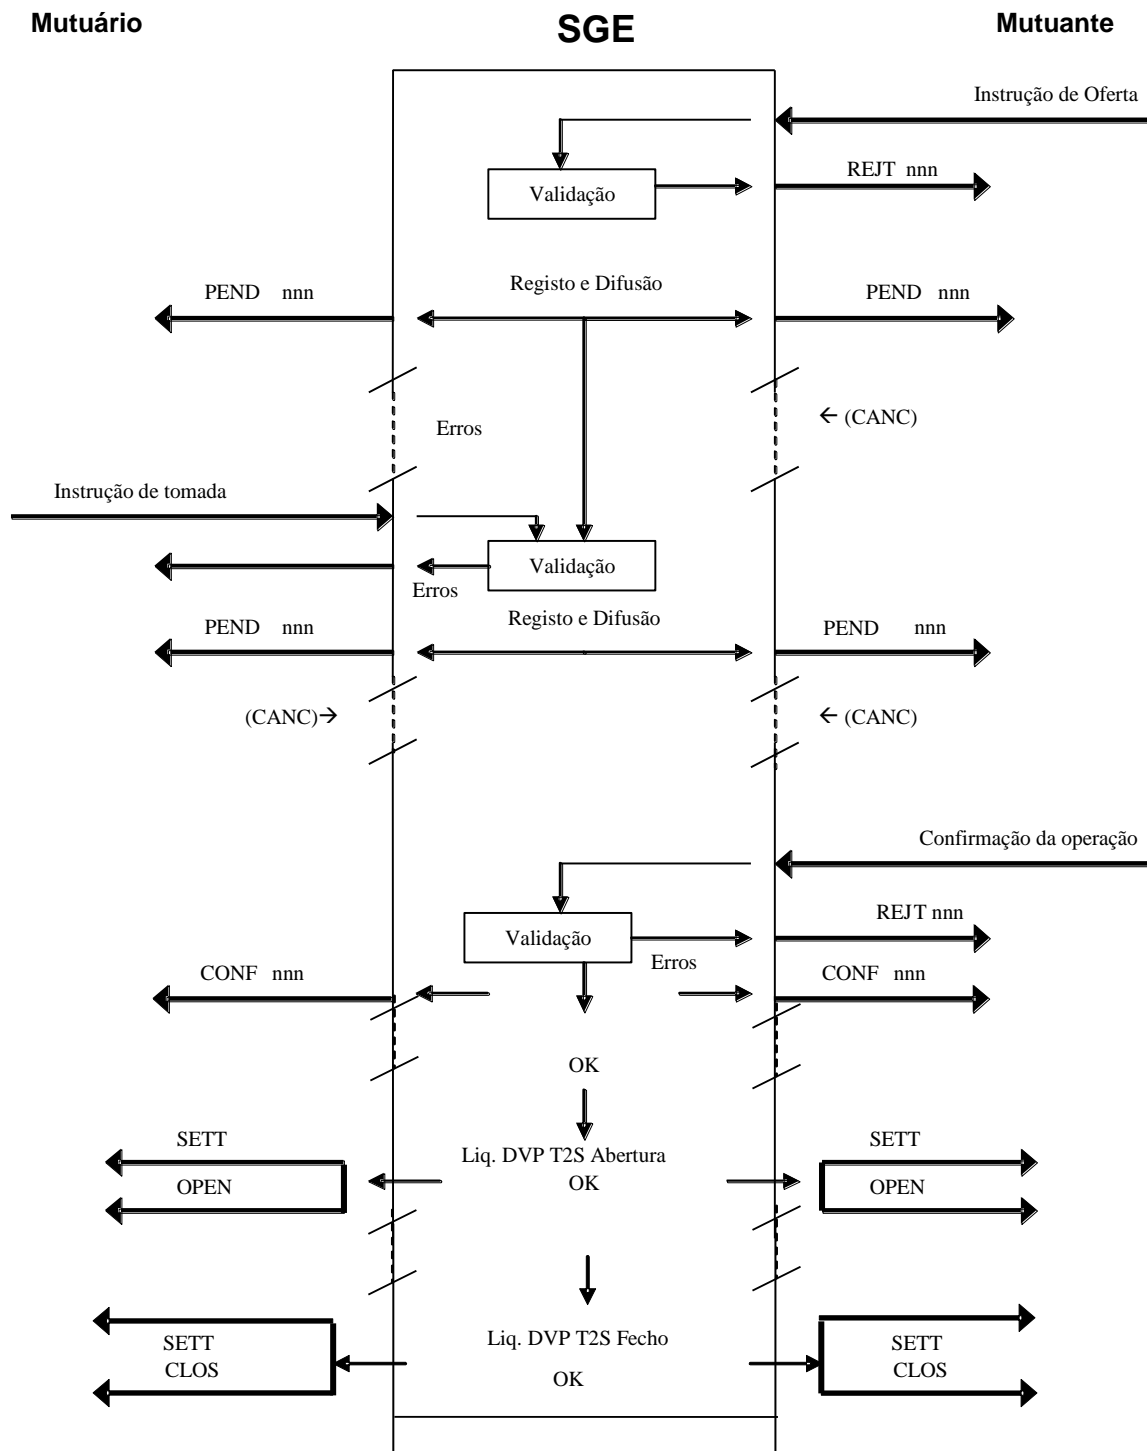 Mutuário
SGE
Mutuante
Instrução de Oferta
Validação
REJT nnn
Registo e Difusão
PEND nnn
PEND nnn
Erros
← (CANC)
Instrução de tomada
Validação
Erros
Registo e Difusão
PEND nnn
PEND nnn
(CANC)→
← (CANC)
Confirmação da operação
Validação
REJT nnn
Erros
CONF nnn
CONF nnn
OK
SETT
Liq. DVP T2S Abertura
SETT
OPEN
OK
OPEN
SETT
Liq. DVP T2S Fecho
SETT
CLOS
OK
CLOS